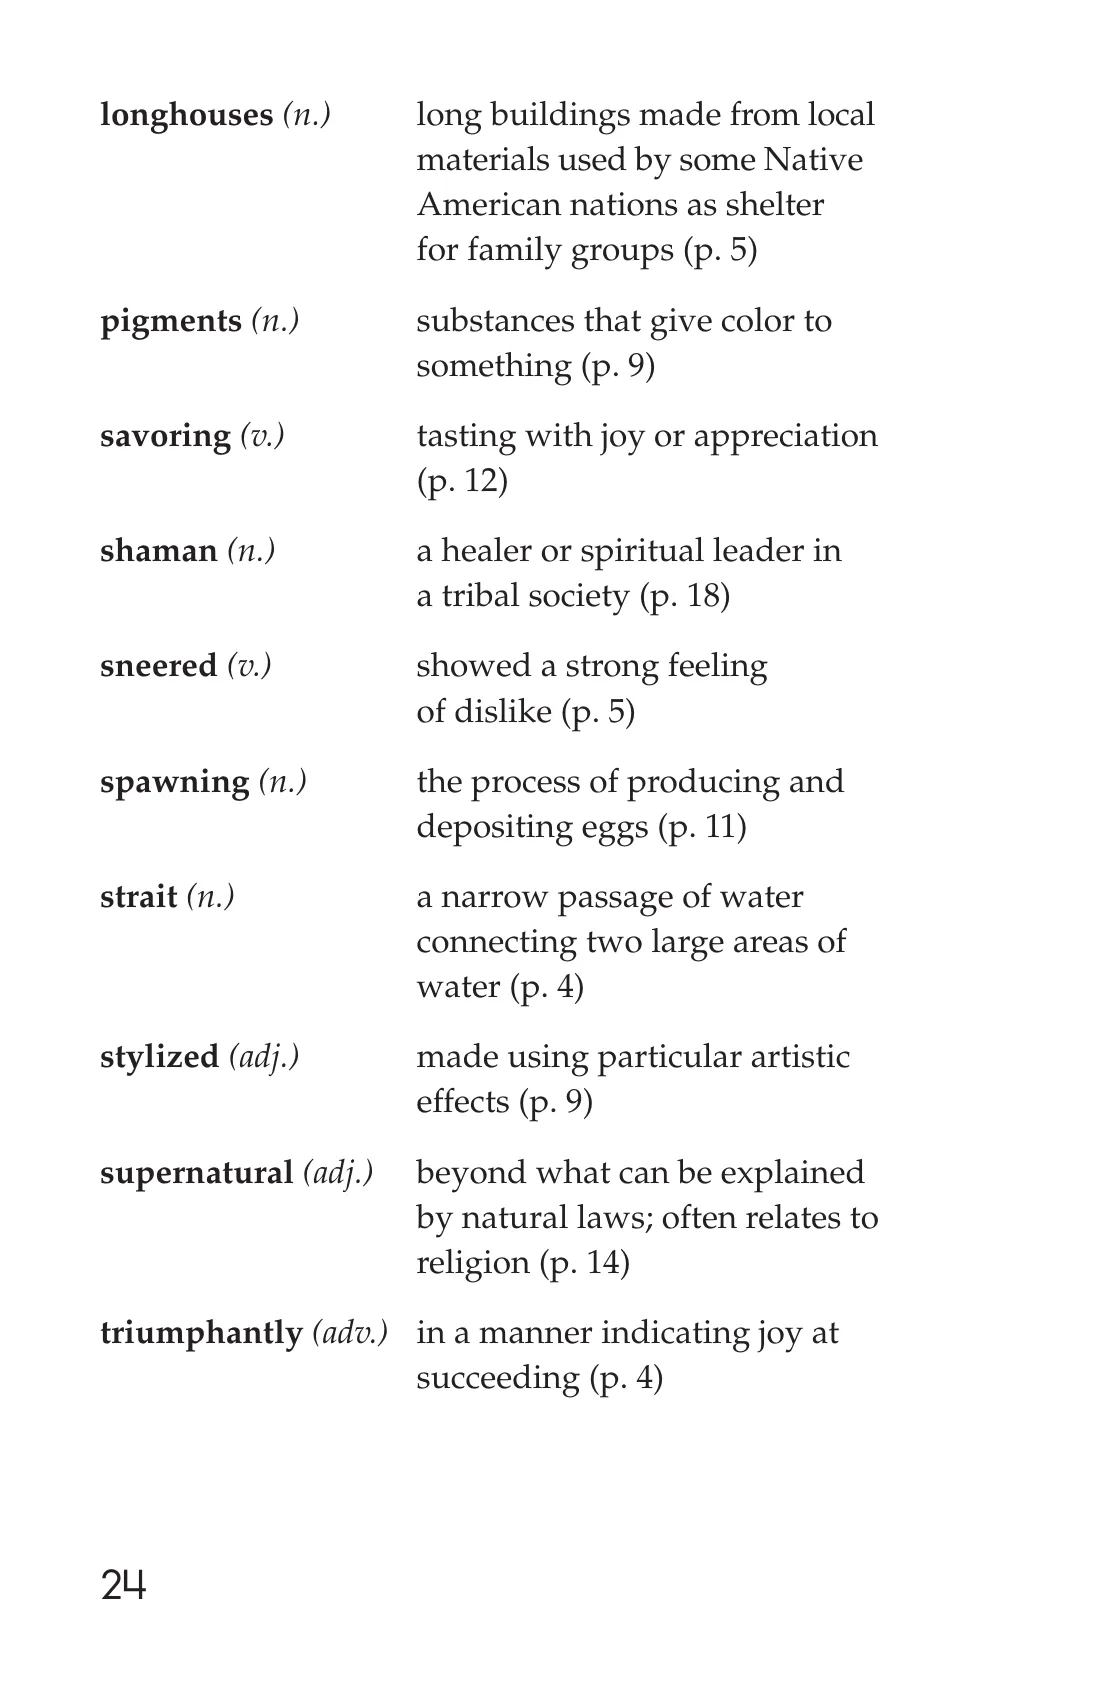 longhouses (n.) long buildings made from local
materials used by some Native
American nations as shelter
for family groups (p. 5)
pigments (n.) substances that give color to
something (p. 9)
savoring (v.) tasting with joy or appreciation
(p. 12)
shaman (n.) a healer or spiritual leader in
a tribal society (p. 18)
sneered (v.) showed a strong feeling
of dislike (p. 5)
spawning (n.) the process of producing and
depositing eggs (p. 11)
strait (n.) a narrow passage of water
connecting two large areas of
water (p. 4)
stylized (adj.) made using particular artistic
effects (p. 9)
supernatural (adj.) beyond what can be explained
by natural laws; often relates to
religion (p. 14)
triumphantly (adv.) in a manner indicating joy at
succeeding (p. 4)
24